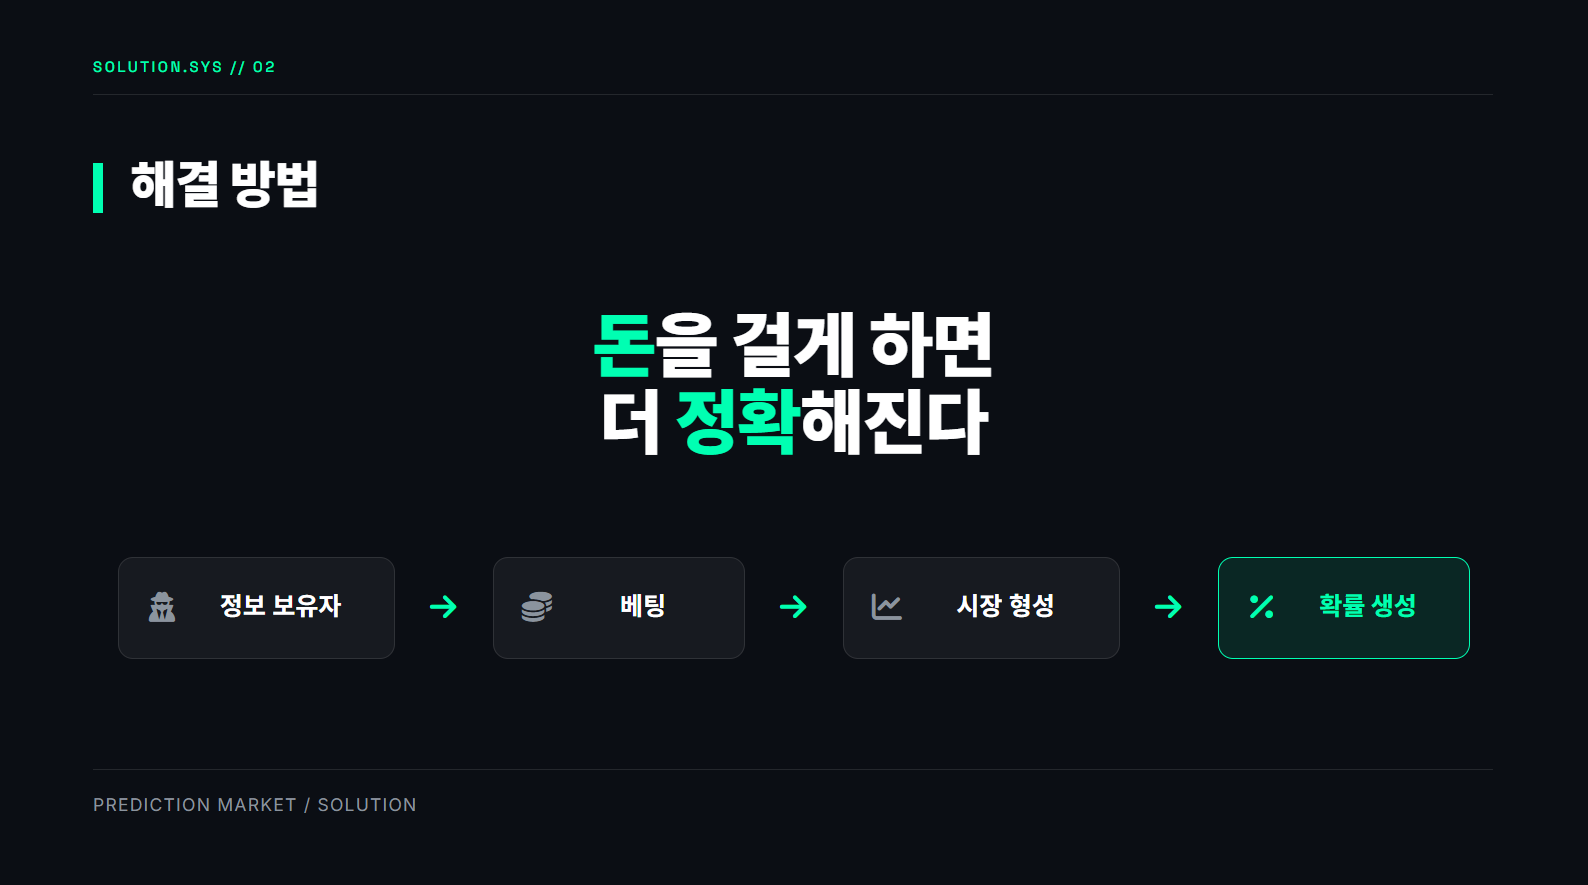 SOLUTION.SYS // 02
해결 방법
돈을 걸게 하면
더 정확해진다
정보 보유자
베팅
시장 형성
확률 생성
PREDICTION MARKET / SOLUTION